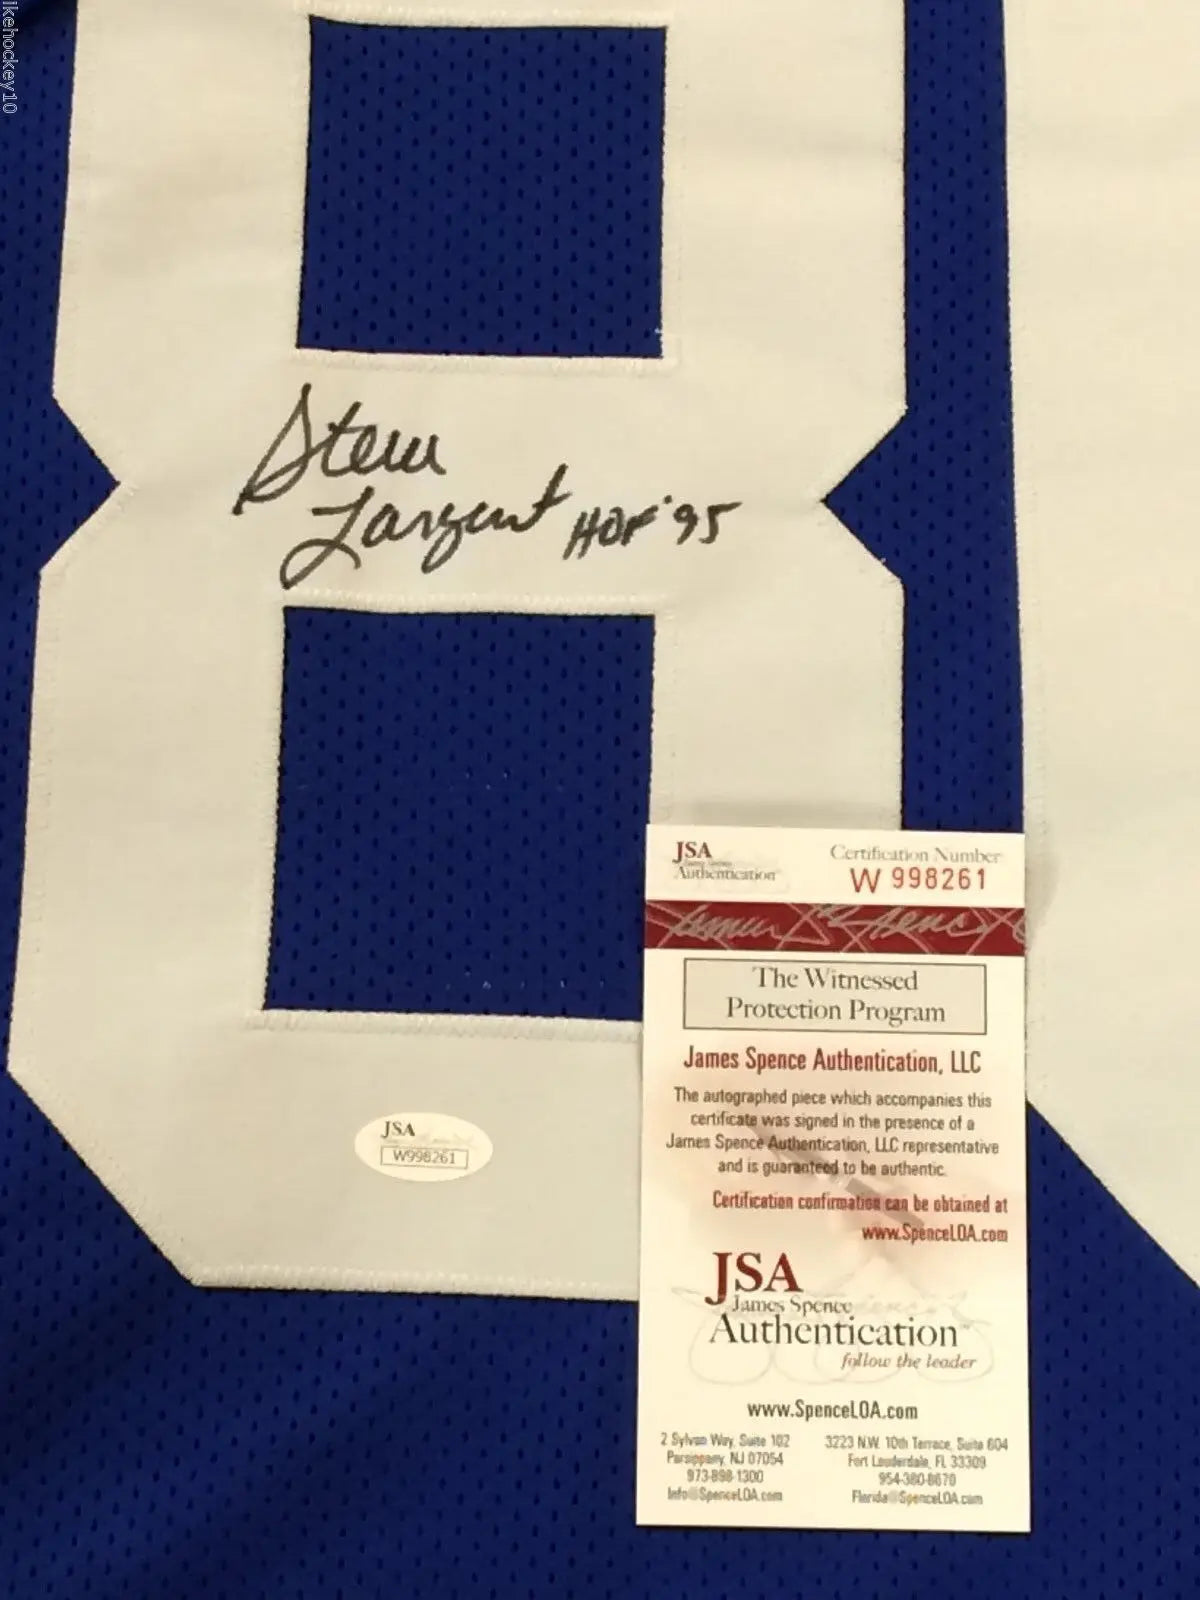 ikehockey10
8
Steve
Largent HOF '95
JSA
W998261
JSA
Authentication
Certification Number
W 998261
The Witnessed
Protection Program
James Spence Authentication, LLC
The autographed piece which accompanies this
certificate was signed in the presence of a
James Spence Authentication, LLC representative
and is guaranteed to be authentic.
Certification confirmation can be obtained at
www.SpenceLOA.com
JSA
James Spence
Authentication
follow the leader
www.SpenceLOA.com
2 Sylvan Way, Suite 102
Parsippany, NJ 07054
973-898-1300
Info@SpenceLOA.com
3223 N.W. 10th Terrace, Suite 604
Fort Lauderdale, FL 33309
954-380-8670
Florida@SpenceLOA.com